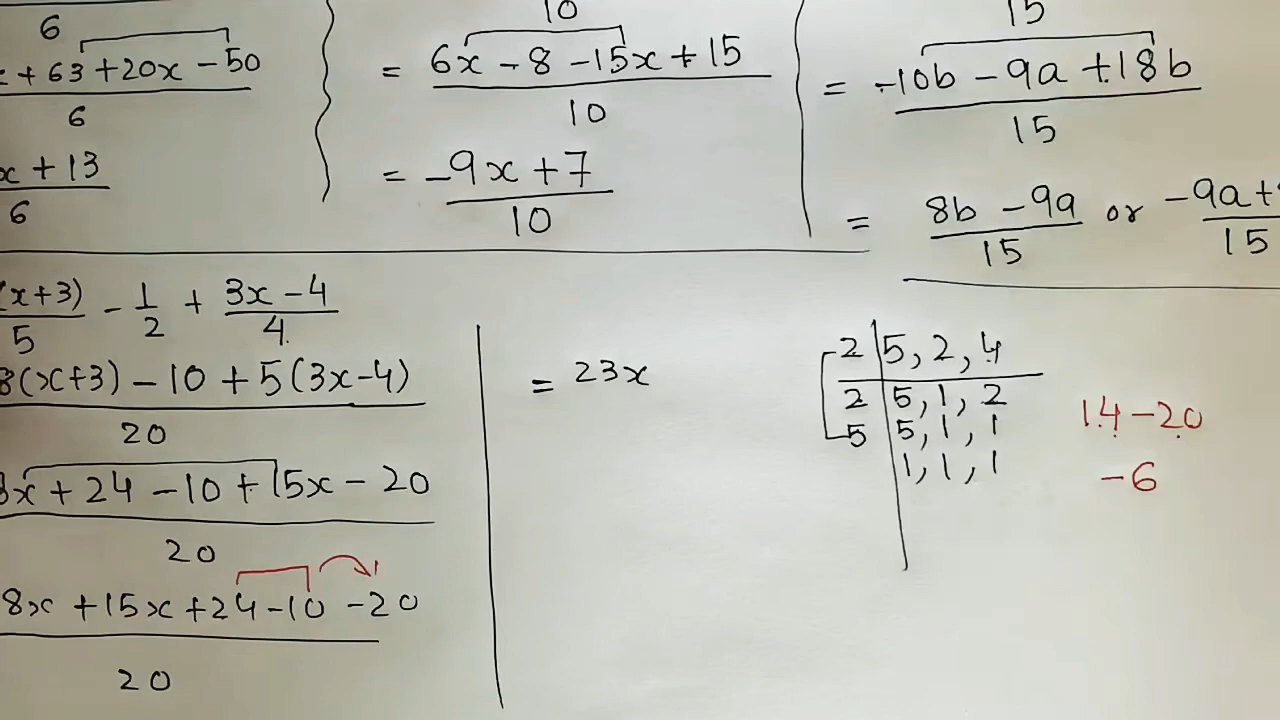 6
x + 63 + 20x - 50
6
x + 13
6
10
= 6x - 8 - 15x + 15
10
= -9x + 7
10
15
= -10b - 9a + 18b
15
= 8b - 9a or -9a +
15 15
(x+3) - 1 + 3x - 4
5 2 4
8(x+3) - 10 + 5(3x-4)
20
8x + 24 - 10 + 15x - 20
20
8x + 15x + 24 - 10 - 20
20
= 23x
2 5, 2, 4
2 5, 1, 2
5 5, 1, 1
1, 1, 1
14 - 20
- 6